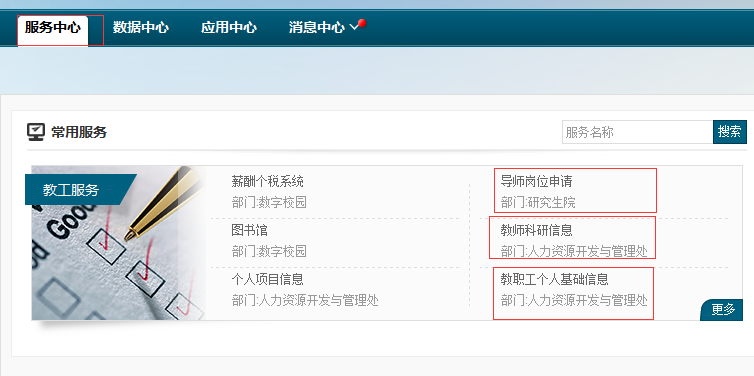 服务中心 数据中心 应用中心 消息中心
常用服务
服务名称 搜索
教工服务
Good
薪酬个税系统
部门:数字校园
导师岗位申请
部门:研究生院
图书馆
部门:数字校园
教师科研信息
部门:人力资源开发与管理处
个人项目信息
部门:人力资源开发与管理处
教职工个人基础信息
部门:人力资源开发与管理处
更多